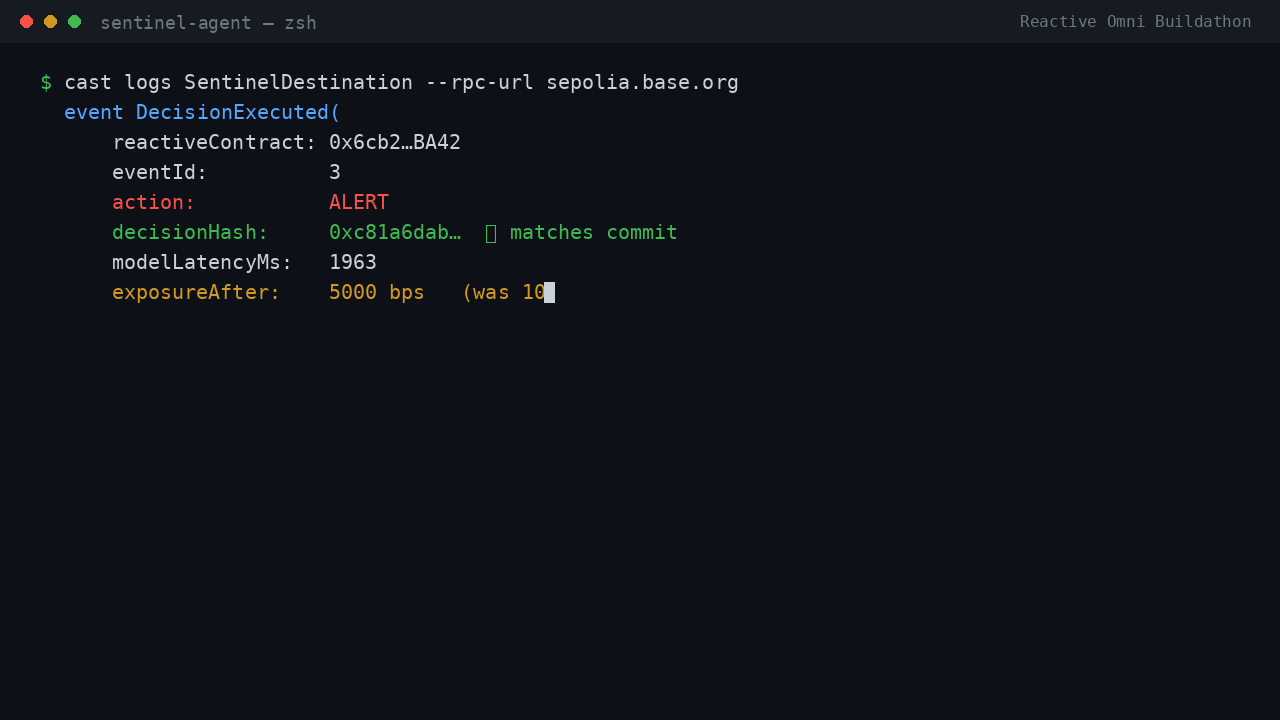 sentinel-agent — zsh
Reactive Omni Buildathon
$ cast logs SentinelDestination --rpc-url sepolia.base.org
event DecisionExecuted(
reactiveContract: 0x6cb2…BA42
eventId: 3
action: ALERT
decisionHash: 0xc81a6dab… ▯ matches commit
modelLatencyMs: 1963
exposureAfter: 5000 bps (was 10